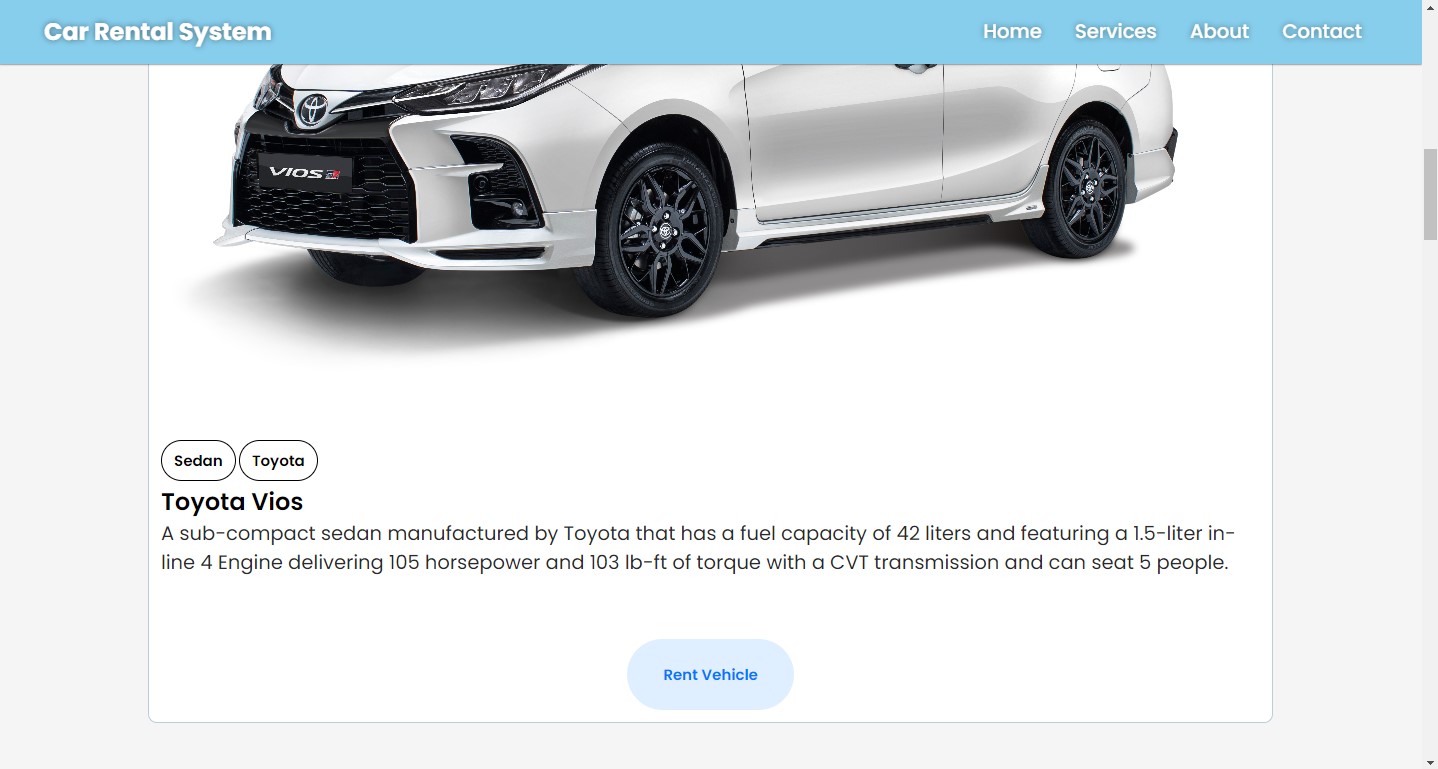 Car Rental System
Home Services About Contact
VIOS
Sedan Toyota
Toyota Vios
A sub-compact sedan manufactured by Toyota that has a fuel capacity of 42 liters and featuring a 1.5-liter in-
line 4 Engine delivering 105 horsepower and 103 lb-ft of torque with a CVT transmission and can seat 5 people.
Rent Vehicle